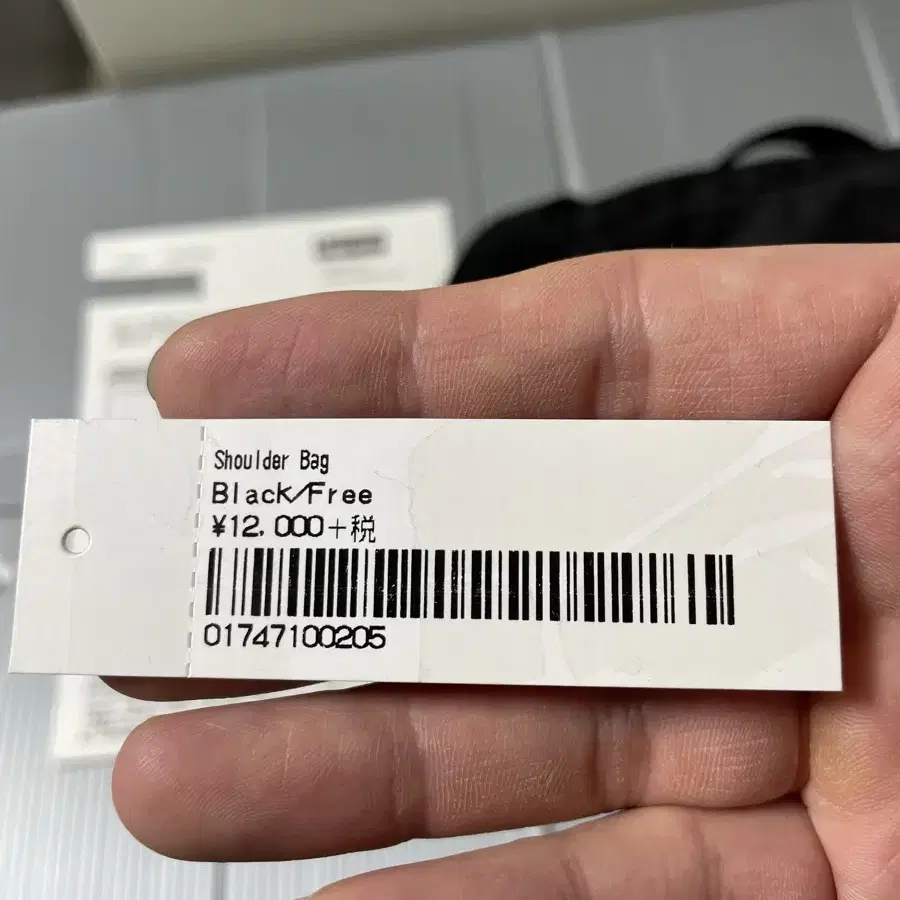 Shoulder Bag
Black/Free
¥12,000+税
01747100205